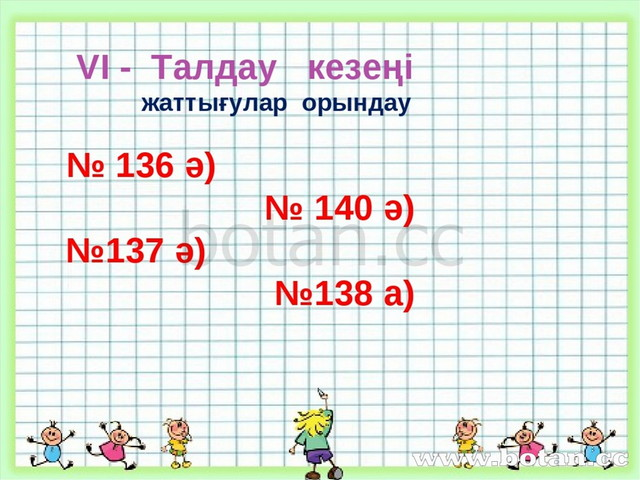 VI - Талдау кезеңі
жаттығулар орындау
№ 136 ә)
№ 140 ә)
botan.cc
№137 ә)
№138 а)
www.botan.cc